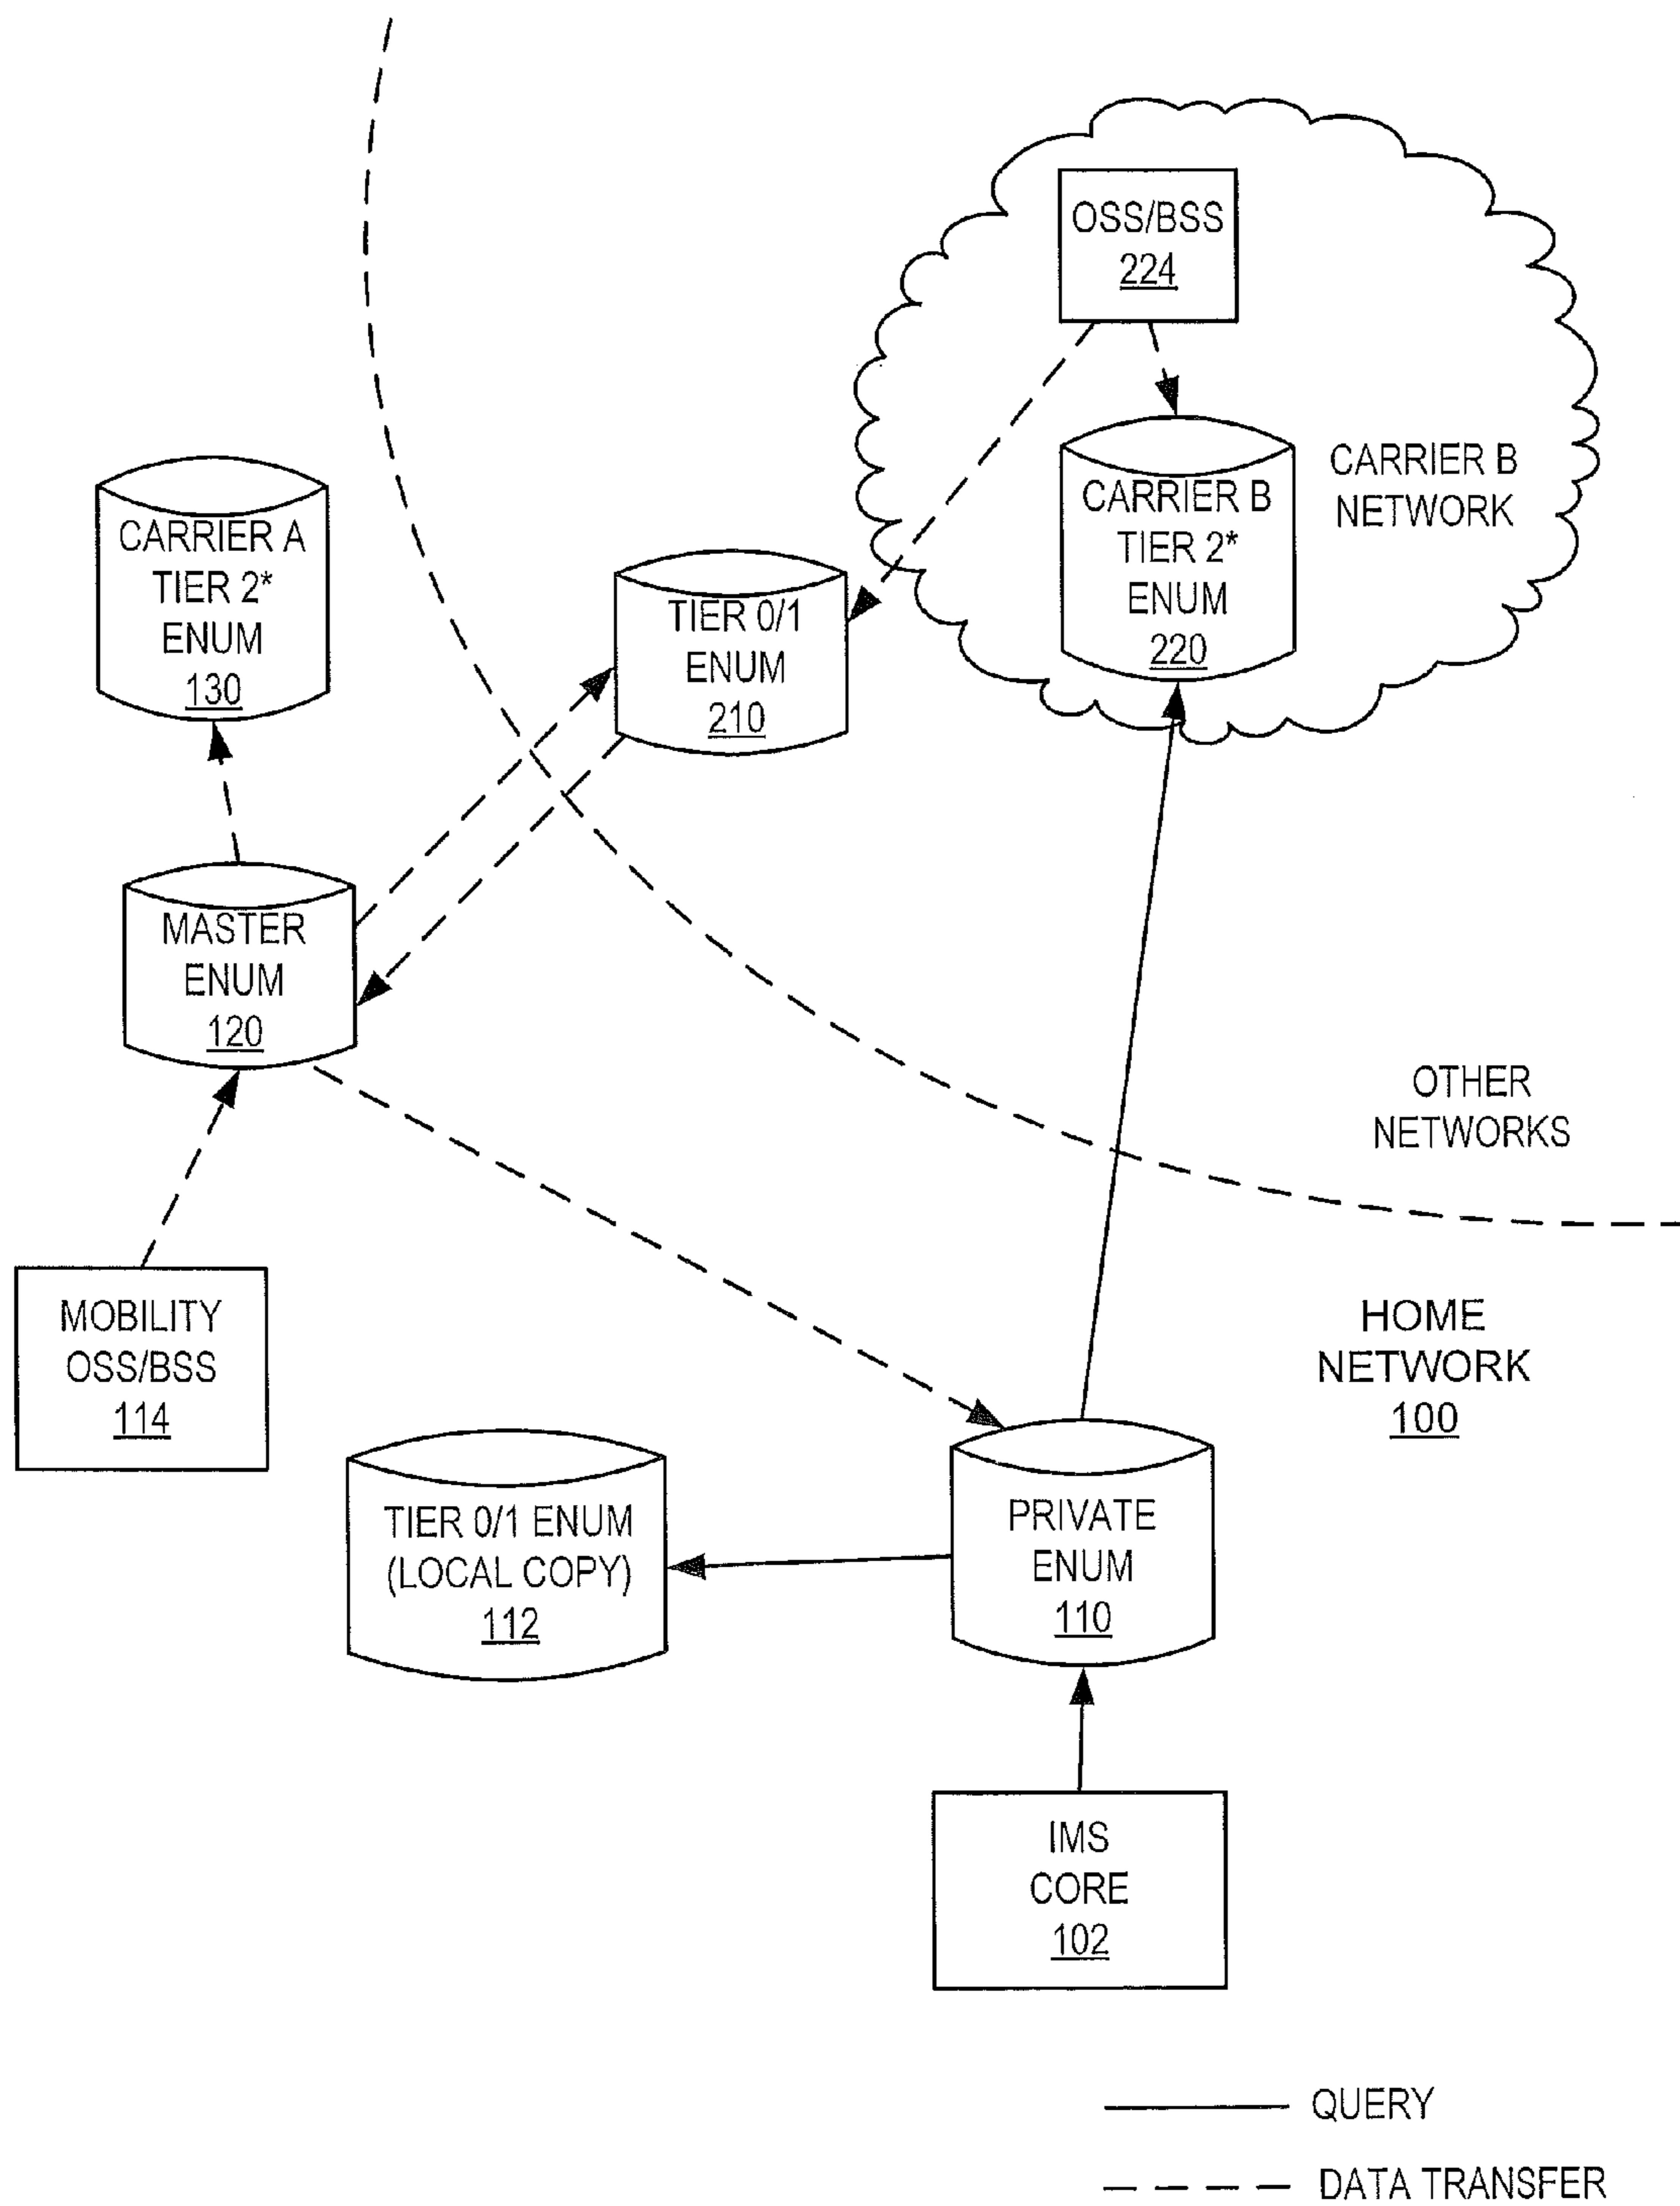 OSS/BSS
224
CARRIER B
TIER 2*
ENUM
220
CARRIER B
NETWORK
CARRIER A
TIER 2*
ENUM
130
TIER 0/1
ENUM
210
MASTER
ENUM
120
OTHER
NETWORKS
MOBILITY
OSS/BSS
114
HOME
NETWORK
100
TIER 0/1 ENUM
(LOCAL COPY)
112
PRIVATE
ENUM
110
IMS
CORE
102
QUERY
DATA TRANSFER